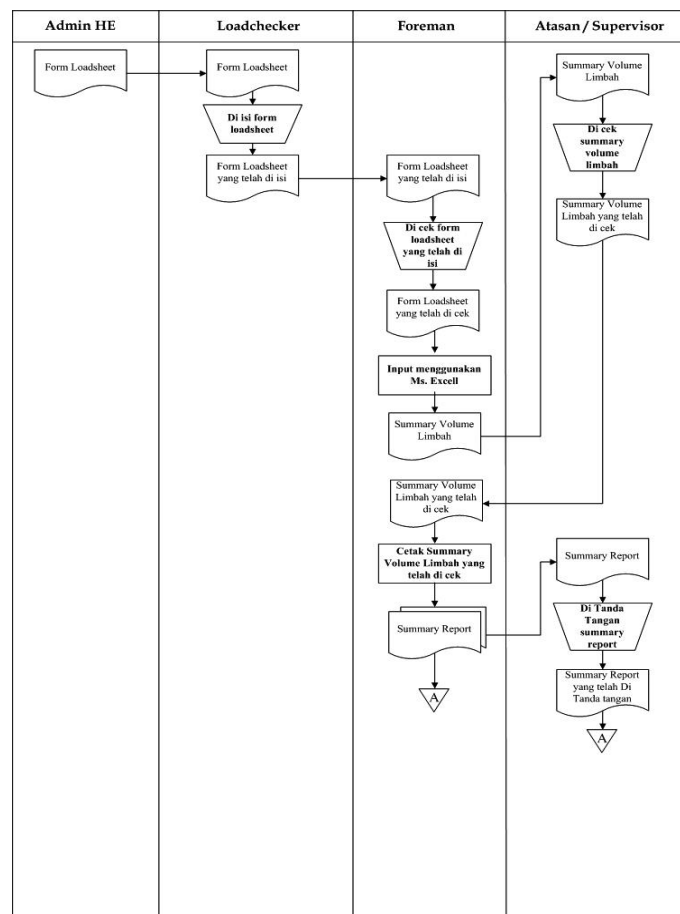 Admin HE
Loadchecker
Foreman
Atasan / Supervisor
Form Loadsheet
Form Loadsheet
Di isi form
loadsheet
Form Loadsheet
yang telah di isi
Form Loadsheet
yang telah di isi
Di cek form
loadsheet
yang telah di
isi
Form Loadsheet
yang telah di cek
Input menggunakan
Ms. Excell
Summary Volume
Limbah
Summary Volume
Limbah
Di cek
summary
volume
limbah
Summary Volume
Limbah yang telah
di cek
Summary Volume
Limbah yang telah
di cek
Cetak Summary
Volume Limbah yang
telah di cek
Summary Report
A
Summary Report
Di Tanda
Tangan
summary
report
Summary Report
yang telah Di
Tanda tangan
A